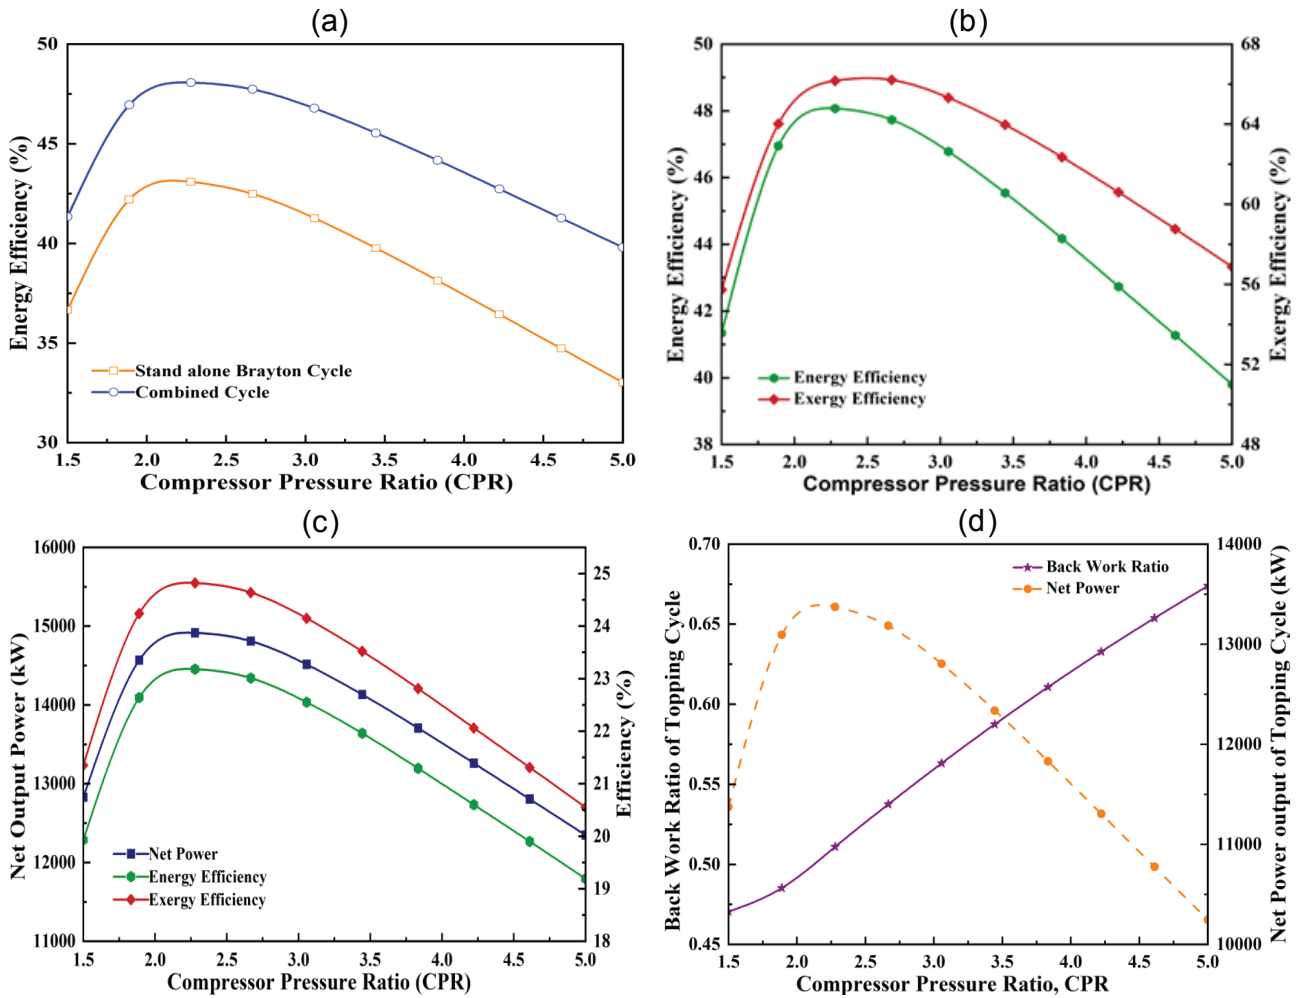 (a)
50
45
40
35
30
Energy Efficiency (%)
Stand alone Brayton Cycle
Combined Cycle
1.5 2.0 2.5 3.0 3.5 4.0 4.5 5.0
Compressor Pressure Ratio (CPR)
(b)
50
48
46
44
42
40
38
Energy Efficiency (%)
68
64
60
56
52
48
Exergy Efficiency (%)
Energy Efficiency
Exergy Efficiency
1.5 2.0 2.5 3.0 3.5 4.0 4.5 5.0
Compressor Pressure Ratio (CPR)
(c)
16000
15000
14000
13000
12000
11000
Net Output Power (kW)
25
24
23
22
21
20
19
18
Efficiency (%)
Net Power
Energy Efficiency
Exergy Efficiency
1.5 2.0 2.5 3.0 3.5 4.0 4.5 5.0
Compressor Pressure Ratio (CPR)
(d)
0.70
0.65
0.60
0.55
0.50
0.45
Back Work Ratio of Topping Cycle
14000
13000
12000
11000
10000
Net Power output of Topping Cycle (kW)
Back Work Ratio
Net Power
1.5 2.0 2.5 3.0 3.5 4.0 4.5 5.0
Compressor Pressure Ratio, CPR